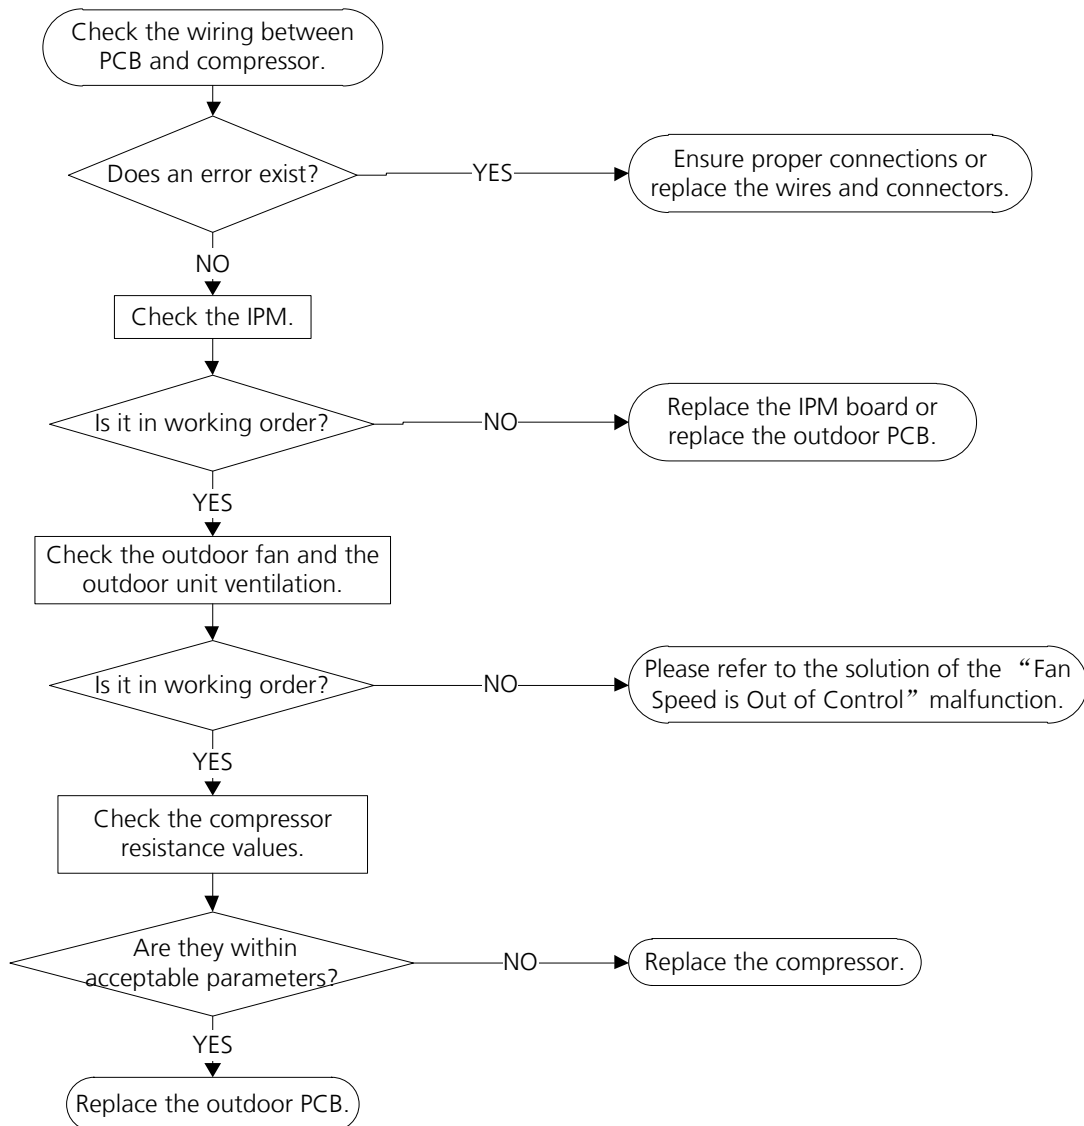 Check the wiring between
PCB and compressor.
Does an error exist?
YES
Ensure proper connections or
replace the wires and connectors.
NO
Check the IPM.
Is it in working order?
NO
Replace the IPM board or
replace the outdoor PCB.
YES
Check the outdoor fan and the
outdoor unit ventilation.
Is it in working order?
NO
Please refer to the solution of the “Fan
Speed is Out of Control” malfunction.
YES
Check the compressor
resistance values.
Are they within
acceptable parameters?
NO
Replace the compressor.
YES
Replace the outdoor PCB.